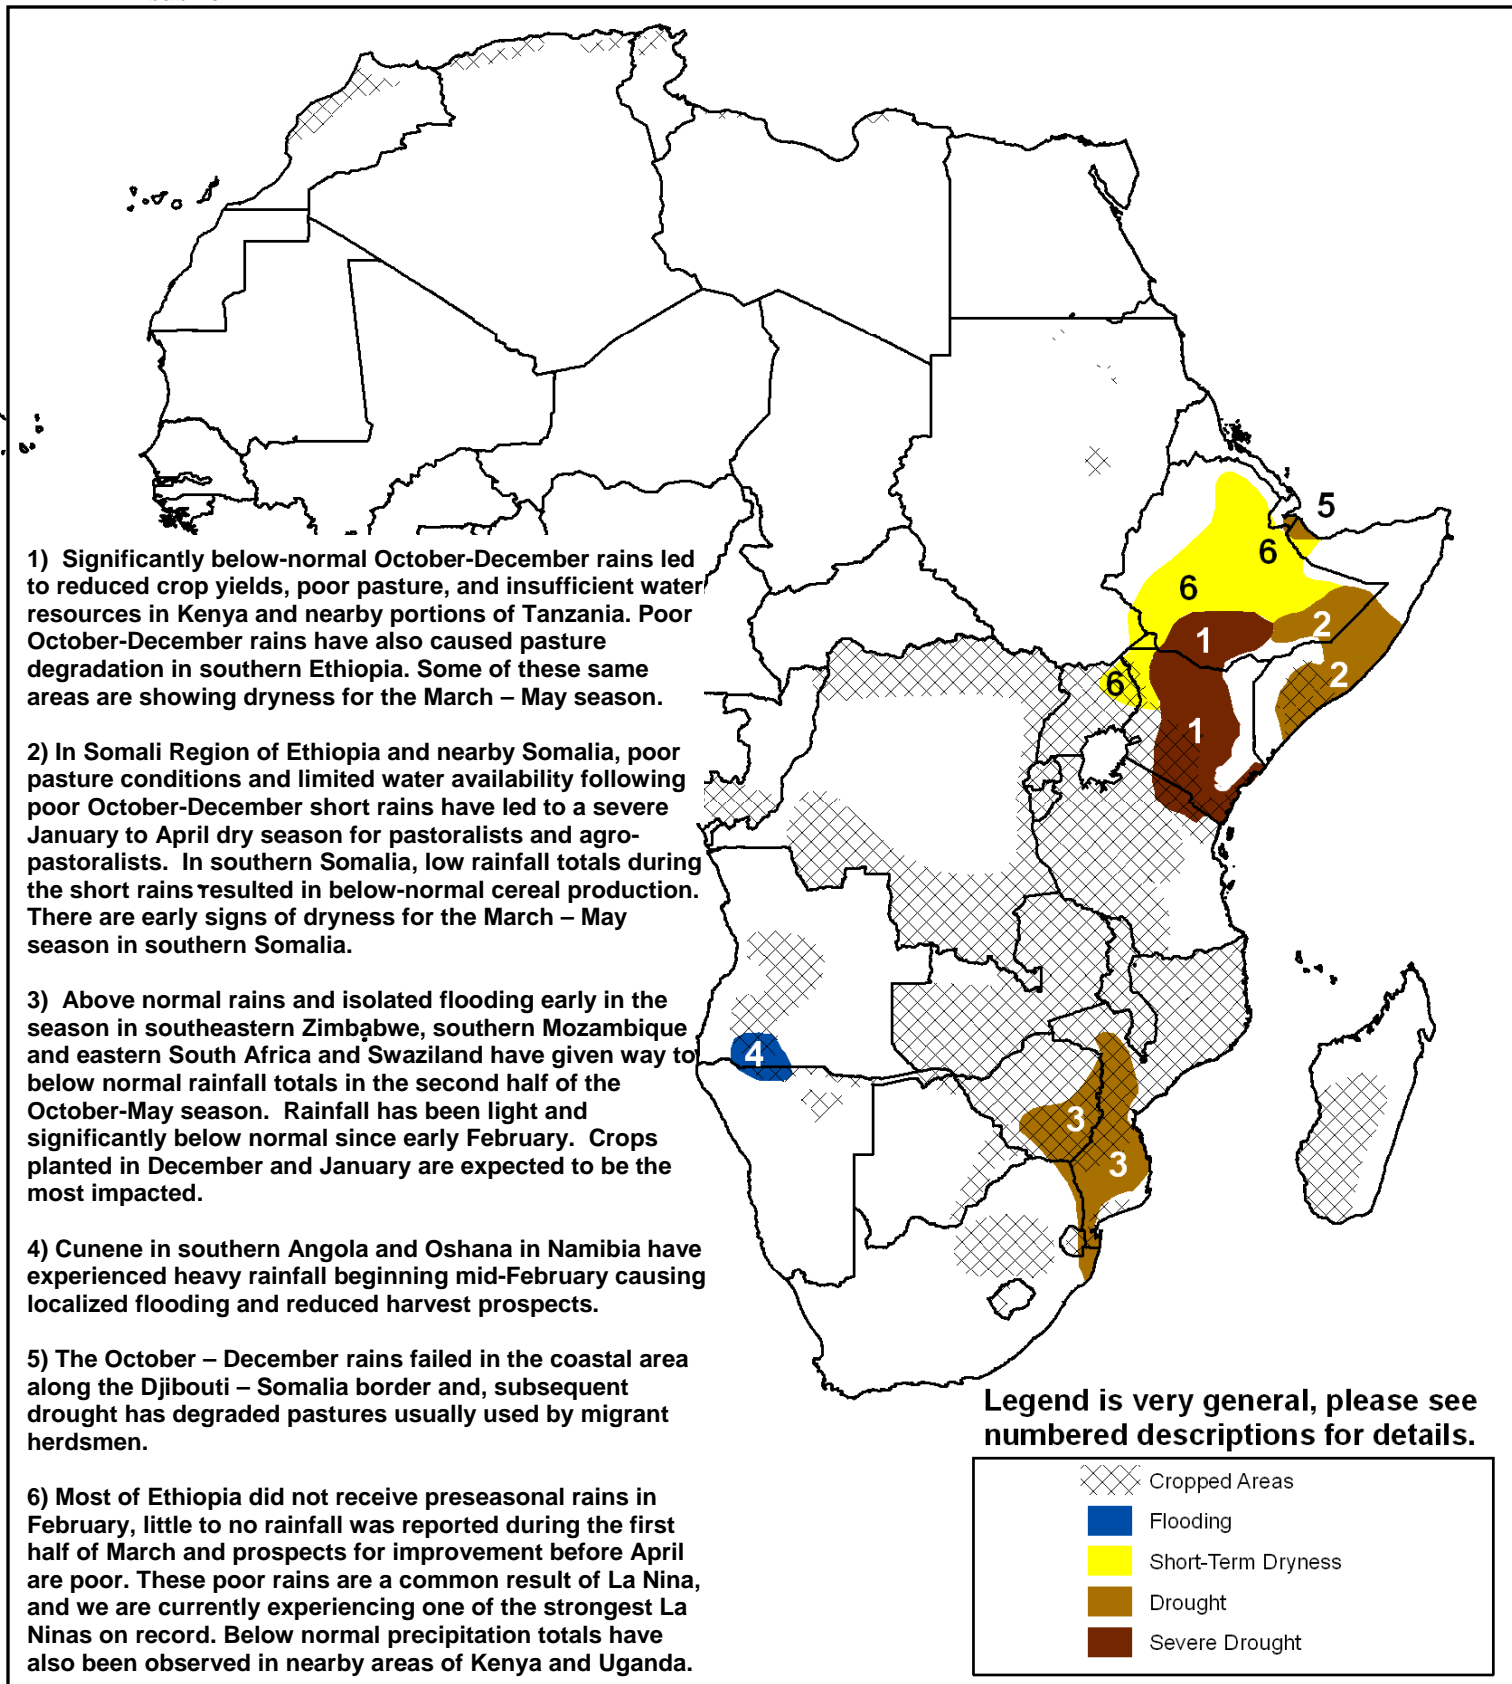 1)  Significantly below-normal October-December rains led
to reduced crop yields, poor pasture, and insufficient water
resources in Kenya and nearby portions of Tanzania. Poor
October-December rains have also caused pasture
degradation in southern Ethiopia. Some of these same
areas are showing dryness for the March – May season.
2) In Somali Region of Ethiopia and nearby Somalia, poor
pasture conditions and limited water availability following
poor October-December short rains have led to a severe
January to April dry season for pastoralists and agro-
pastoralists.  In southern Somalia, low rainfall totals during
the short rains resulted in below-normal cereal production.
There are early signs of dryness for the March – May
season in southern Somalia.
3)  Above normal rains and isolated flooding early in the
season in southeastern Zimbabwe, southern Mozambique
and eastern South Africa and Swaziland have given way to
below normal rainfall totals in the second half of the
October-May season.  Rainfall has been light and
significantly below normal since early February.  Crops
planted in December and January are expected to be the
most impacted.
4) Cunene in southern Angola and Oshana in Namibia have
experienced heavy rainfall beginning mid-February causing
localized flooding and reduced harvest prospects.
5) The October – December rains failed in the coastal area
along the Djibouti – Somalia border and, subsequent
drought has degraded pastures usually used by migrant
herdsmen.
6) Most of Ethiopia did not receive preseasonal rains in
February, little to no rainfall was reported during the first
half of March and prospects for improvement before April
are poor. These poor rains are a common result of La Nina,
and we are currently experiencing one of the strongest La
Ninas on record. Below normal precipitation totals have
also been observed in nearby areas of Kenya and Uganda.
5
6
6
1
2
2
6
1
4
3
3
Legend is very general, please see
numbered descriptions for details.
Cropped Areas
Flooding
Short-Term Dryness
Drought
Severe Drought